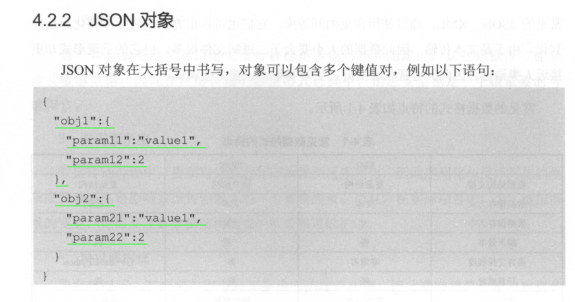 4.2.2 JSON 对象
JSON 对象在大括号中书写，对象可以包含多个键值对，例如以下语句：
{
"obj1":{
"param11":"value1",
"param12":2
},
"obj2":{
"param21":"value1",
"param22":2
}
}